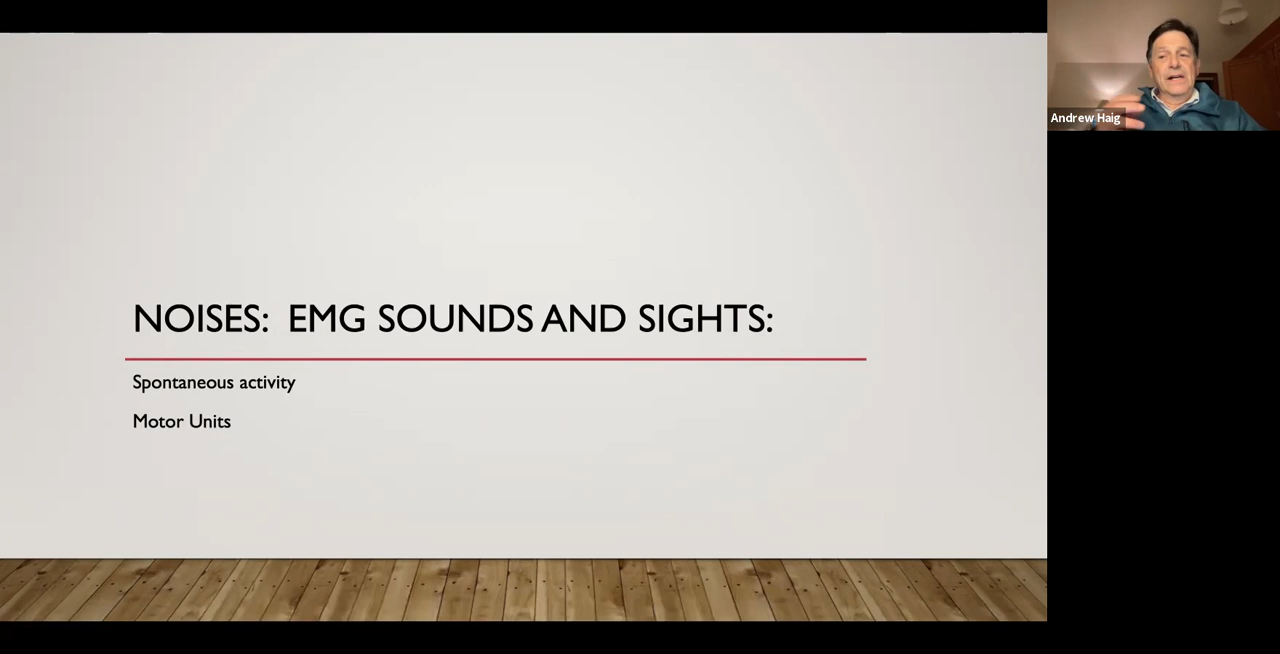 NOISES: EMG SOUNDS AND SIGHTS:
Spontaneous activity
Motor Units
Andrew Haig